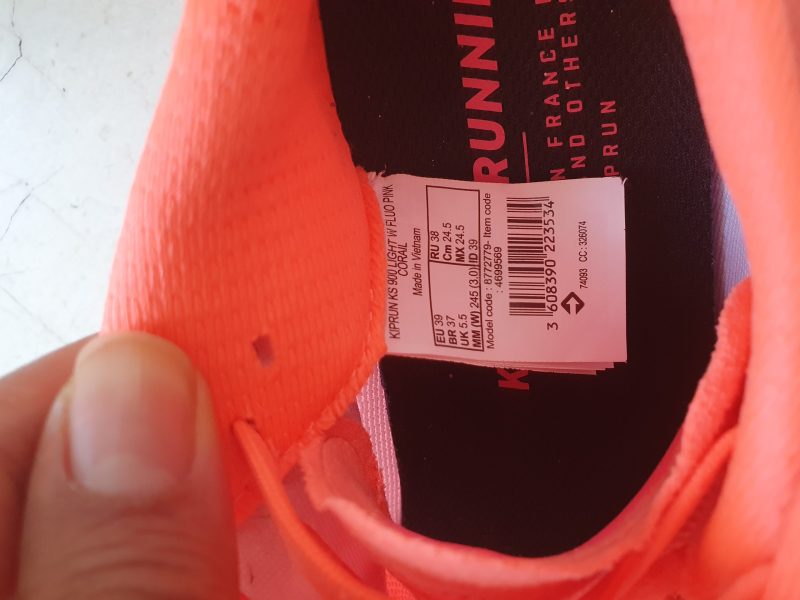 KIPRUN KS 900 LIGHT W FLUO PINK
CORAIL
Made in Vietnam
EU 39 RU 38
BR 37 Cm 24.5
UK 5.5 MX 24.5
MM (W) 245 (3.0) ID 39
Model code : 8772779- Item code
: 4699569
3 608390 223534
74093 CC : 326074
RUNNI
FRANCE
ND OTHERS
PRUN
K